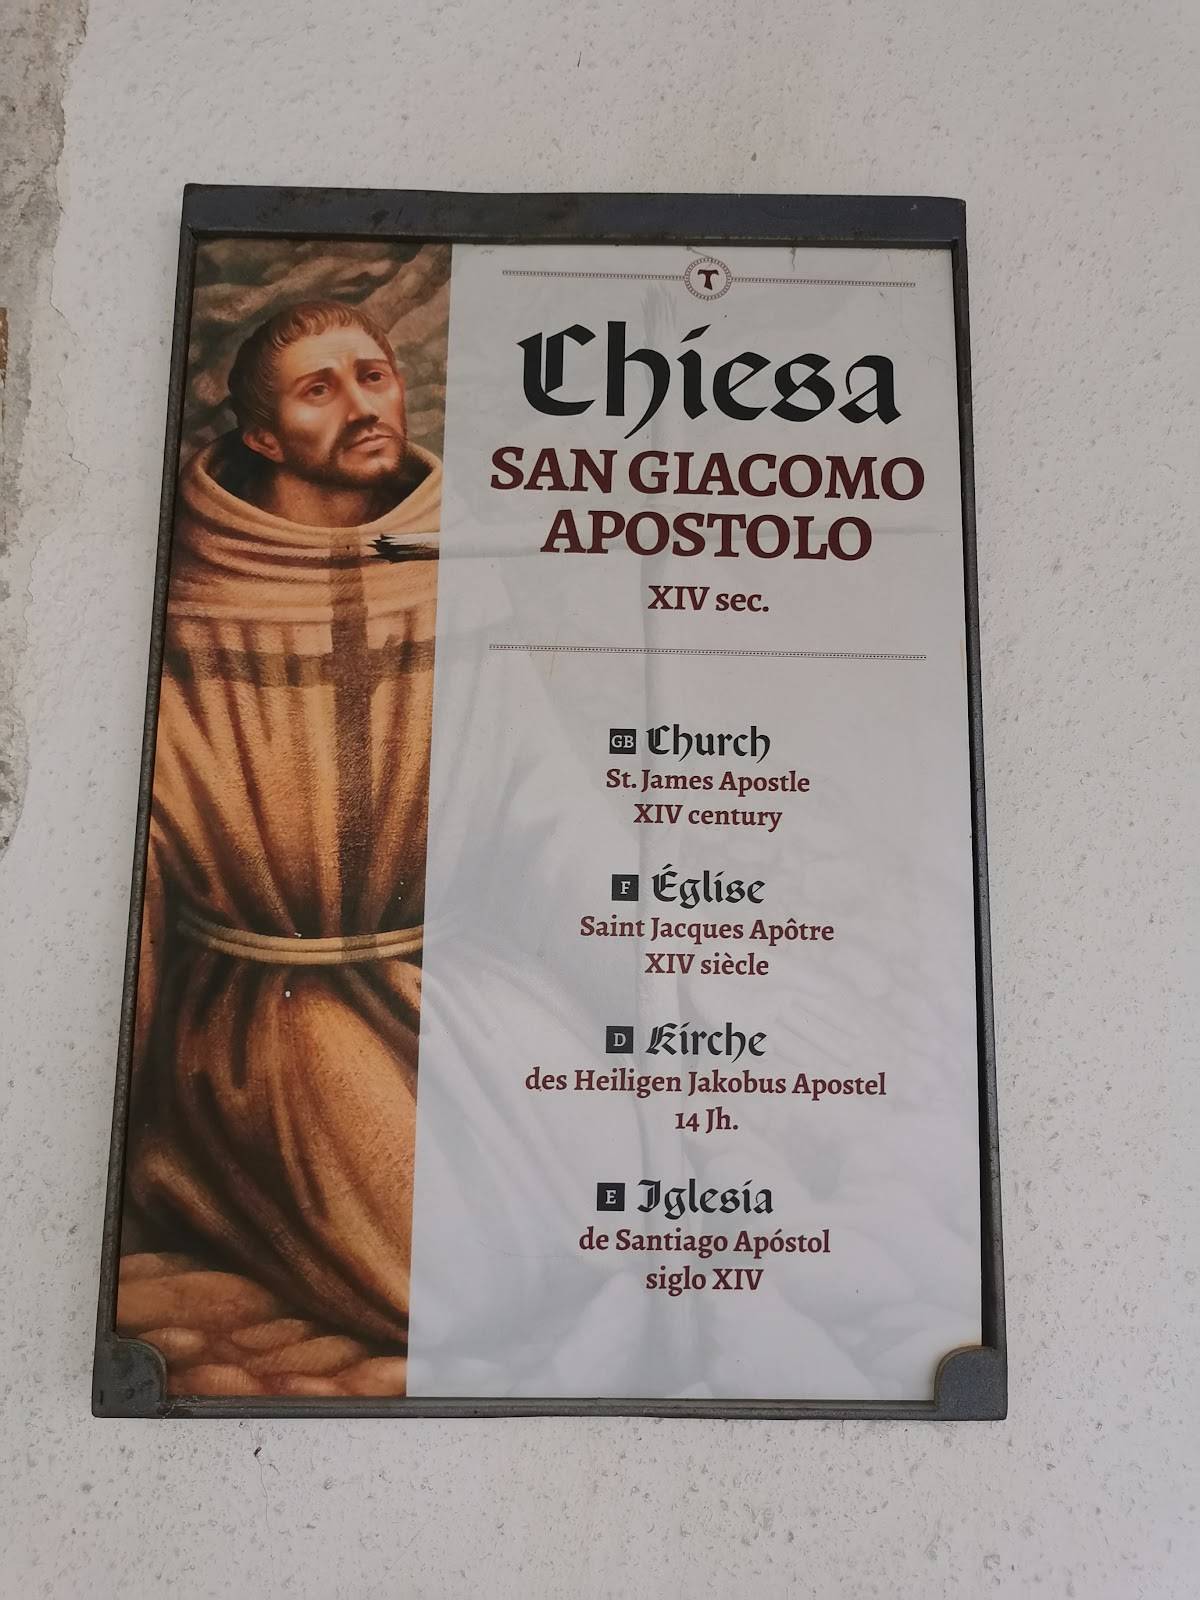 T
Chiesa
SAN GIACOMO
APOSTOLO
XIV sec.
GB Church
St. James Apostle
XIV century
F Église
Saint Jacques Apôtre
XIV siècle
D Kirche
des Heiligen Jakobus Apostel
14 Jh.
E Iglesia
de Santiago Apóstol
siglo XIV